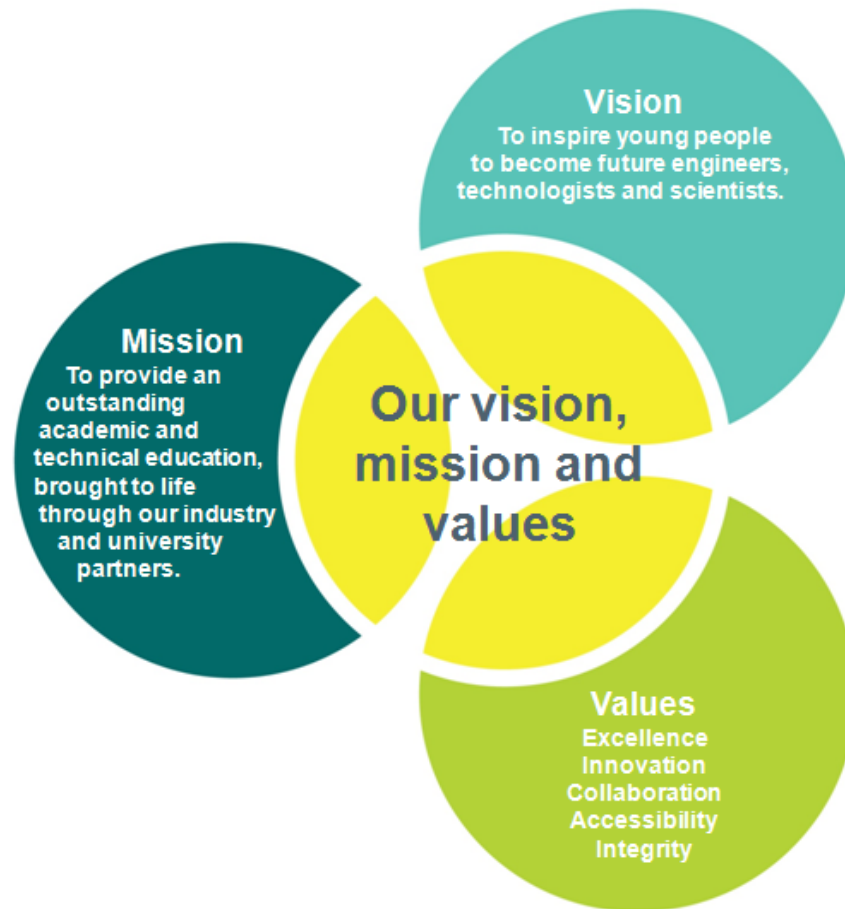 Vision
To inspire young people
to become future engineers,
technologists and scientists.
Mission
To provide an
outstanding
academic and
technical education,
brought to life
through our industry
and university
partners.
Our vision,
mission and
values
Values
Excellence
Innovation
Collaboration
Accessibility
Integrity